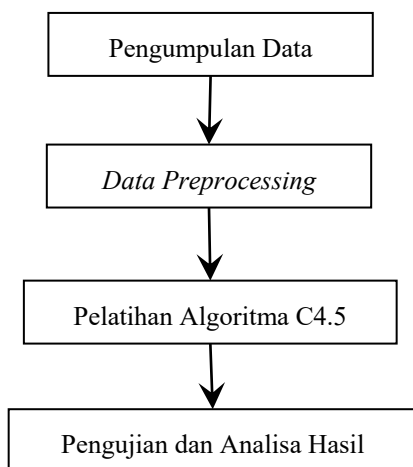 Pengumpulan Data
Data Preprocessing
Pelatihan Algoritma C4.5
Pengujian dan Analisa Hasil